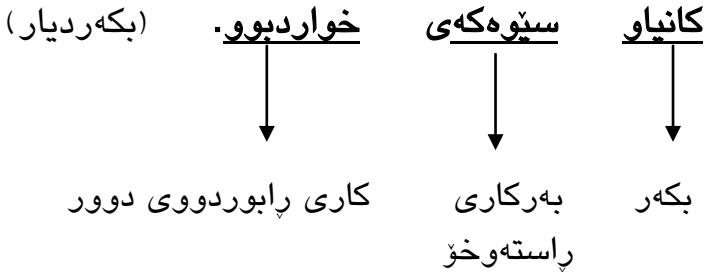 کانیاو سێوەکەی خواردبوو. (بکەردیار)
بکەر بەرکاری کاری ڕابوردووی دوور
ڕاستەوخۆ